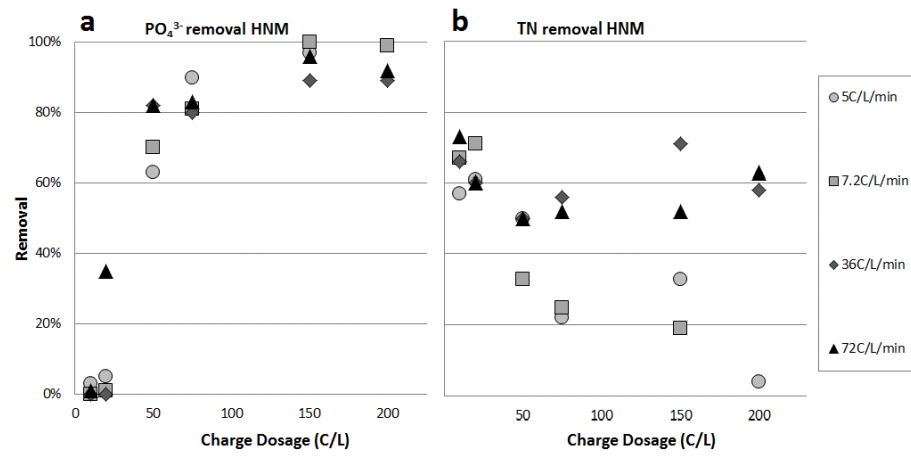 a
PO₄³⁻ removal HNM
b
TN removal HNM
100%
80%
60%
40%
20%
0%
Removal
0
50
100
150
200
Charge Dosage (C/L)
50
100
150
200
Charge Dosage (C/L)
5C/L/min
7.2C/L/min
36C/L/min
72C/L/min